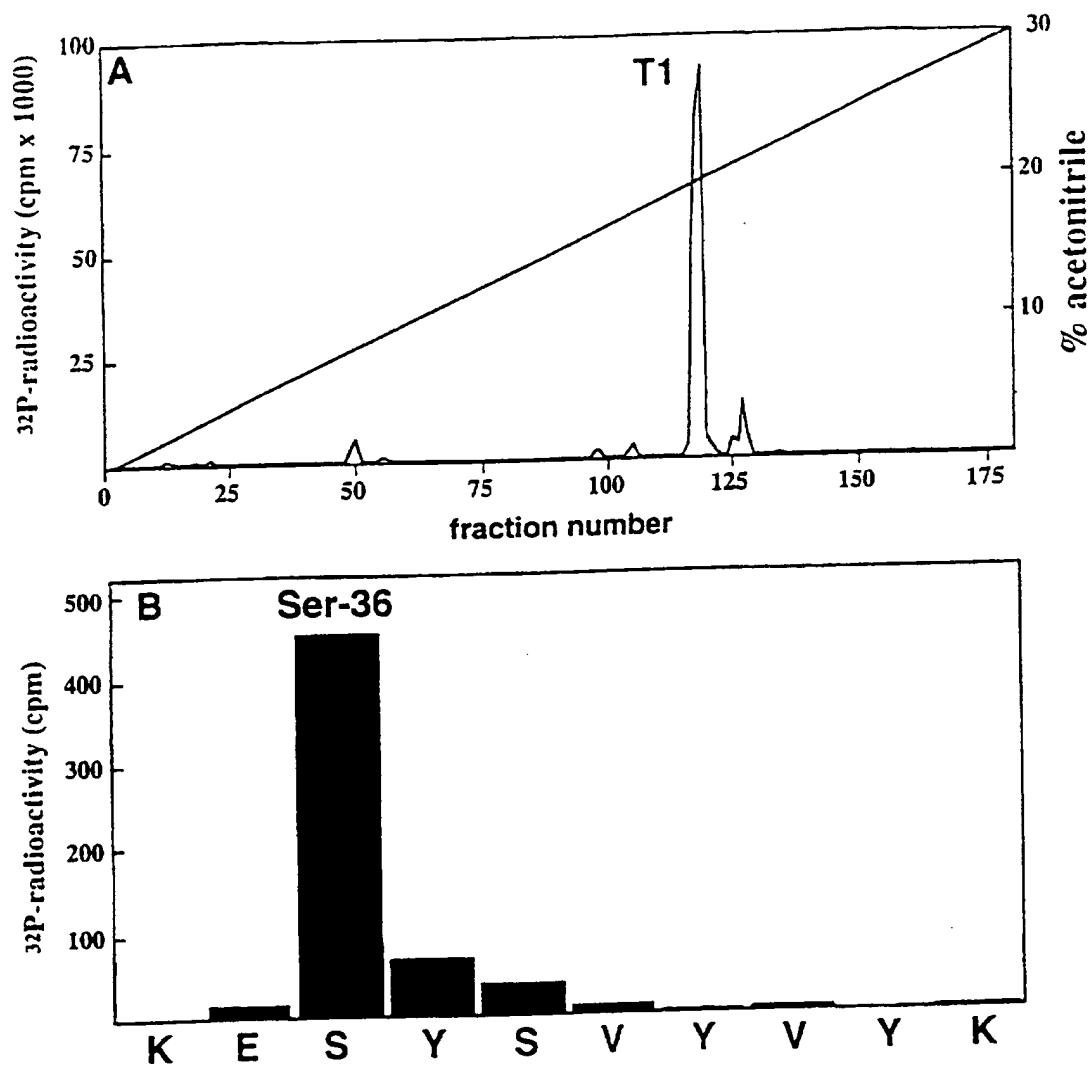 A
T1
100
75
50
25
30
20
10
32P-radioactivity (cpm x 1000)
% acetonitrile
0 25 50 75 100 125 150 175
fraction number
B
Ser-36
500
400
300
200
100
32P-radioactivity (cpm)
K E S Y S V Y V Y K